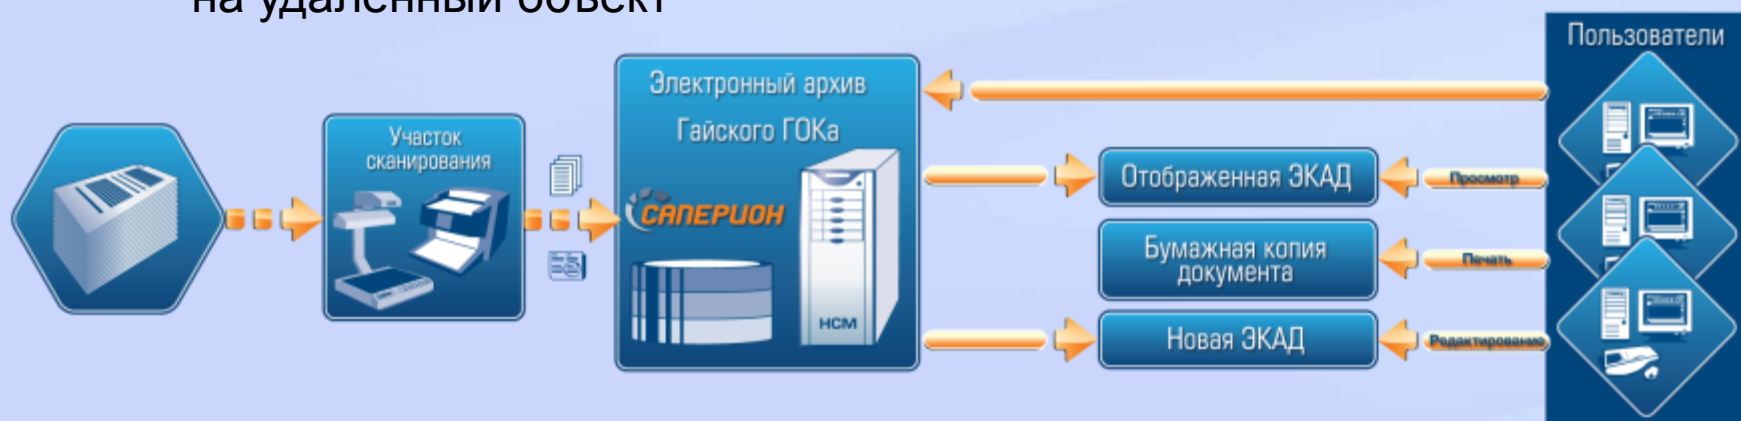 на удаленный объект
Пользователи
Электронный архив
Гайского ГОКа
Участок
сканирования
САПЕРИОН
НСМ
Отображенная ЭКАД
Просмотр
Бумажная копия
документа
Печать
Новая ЭКАД
Редактирование